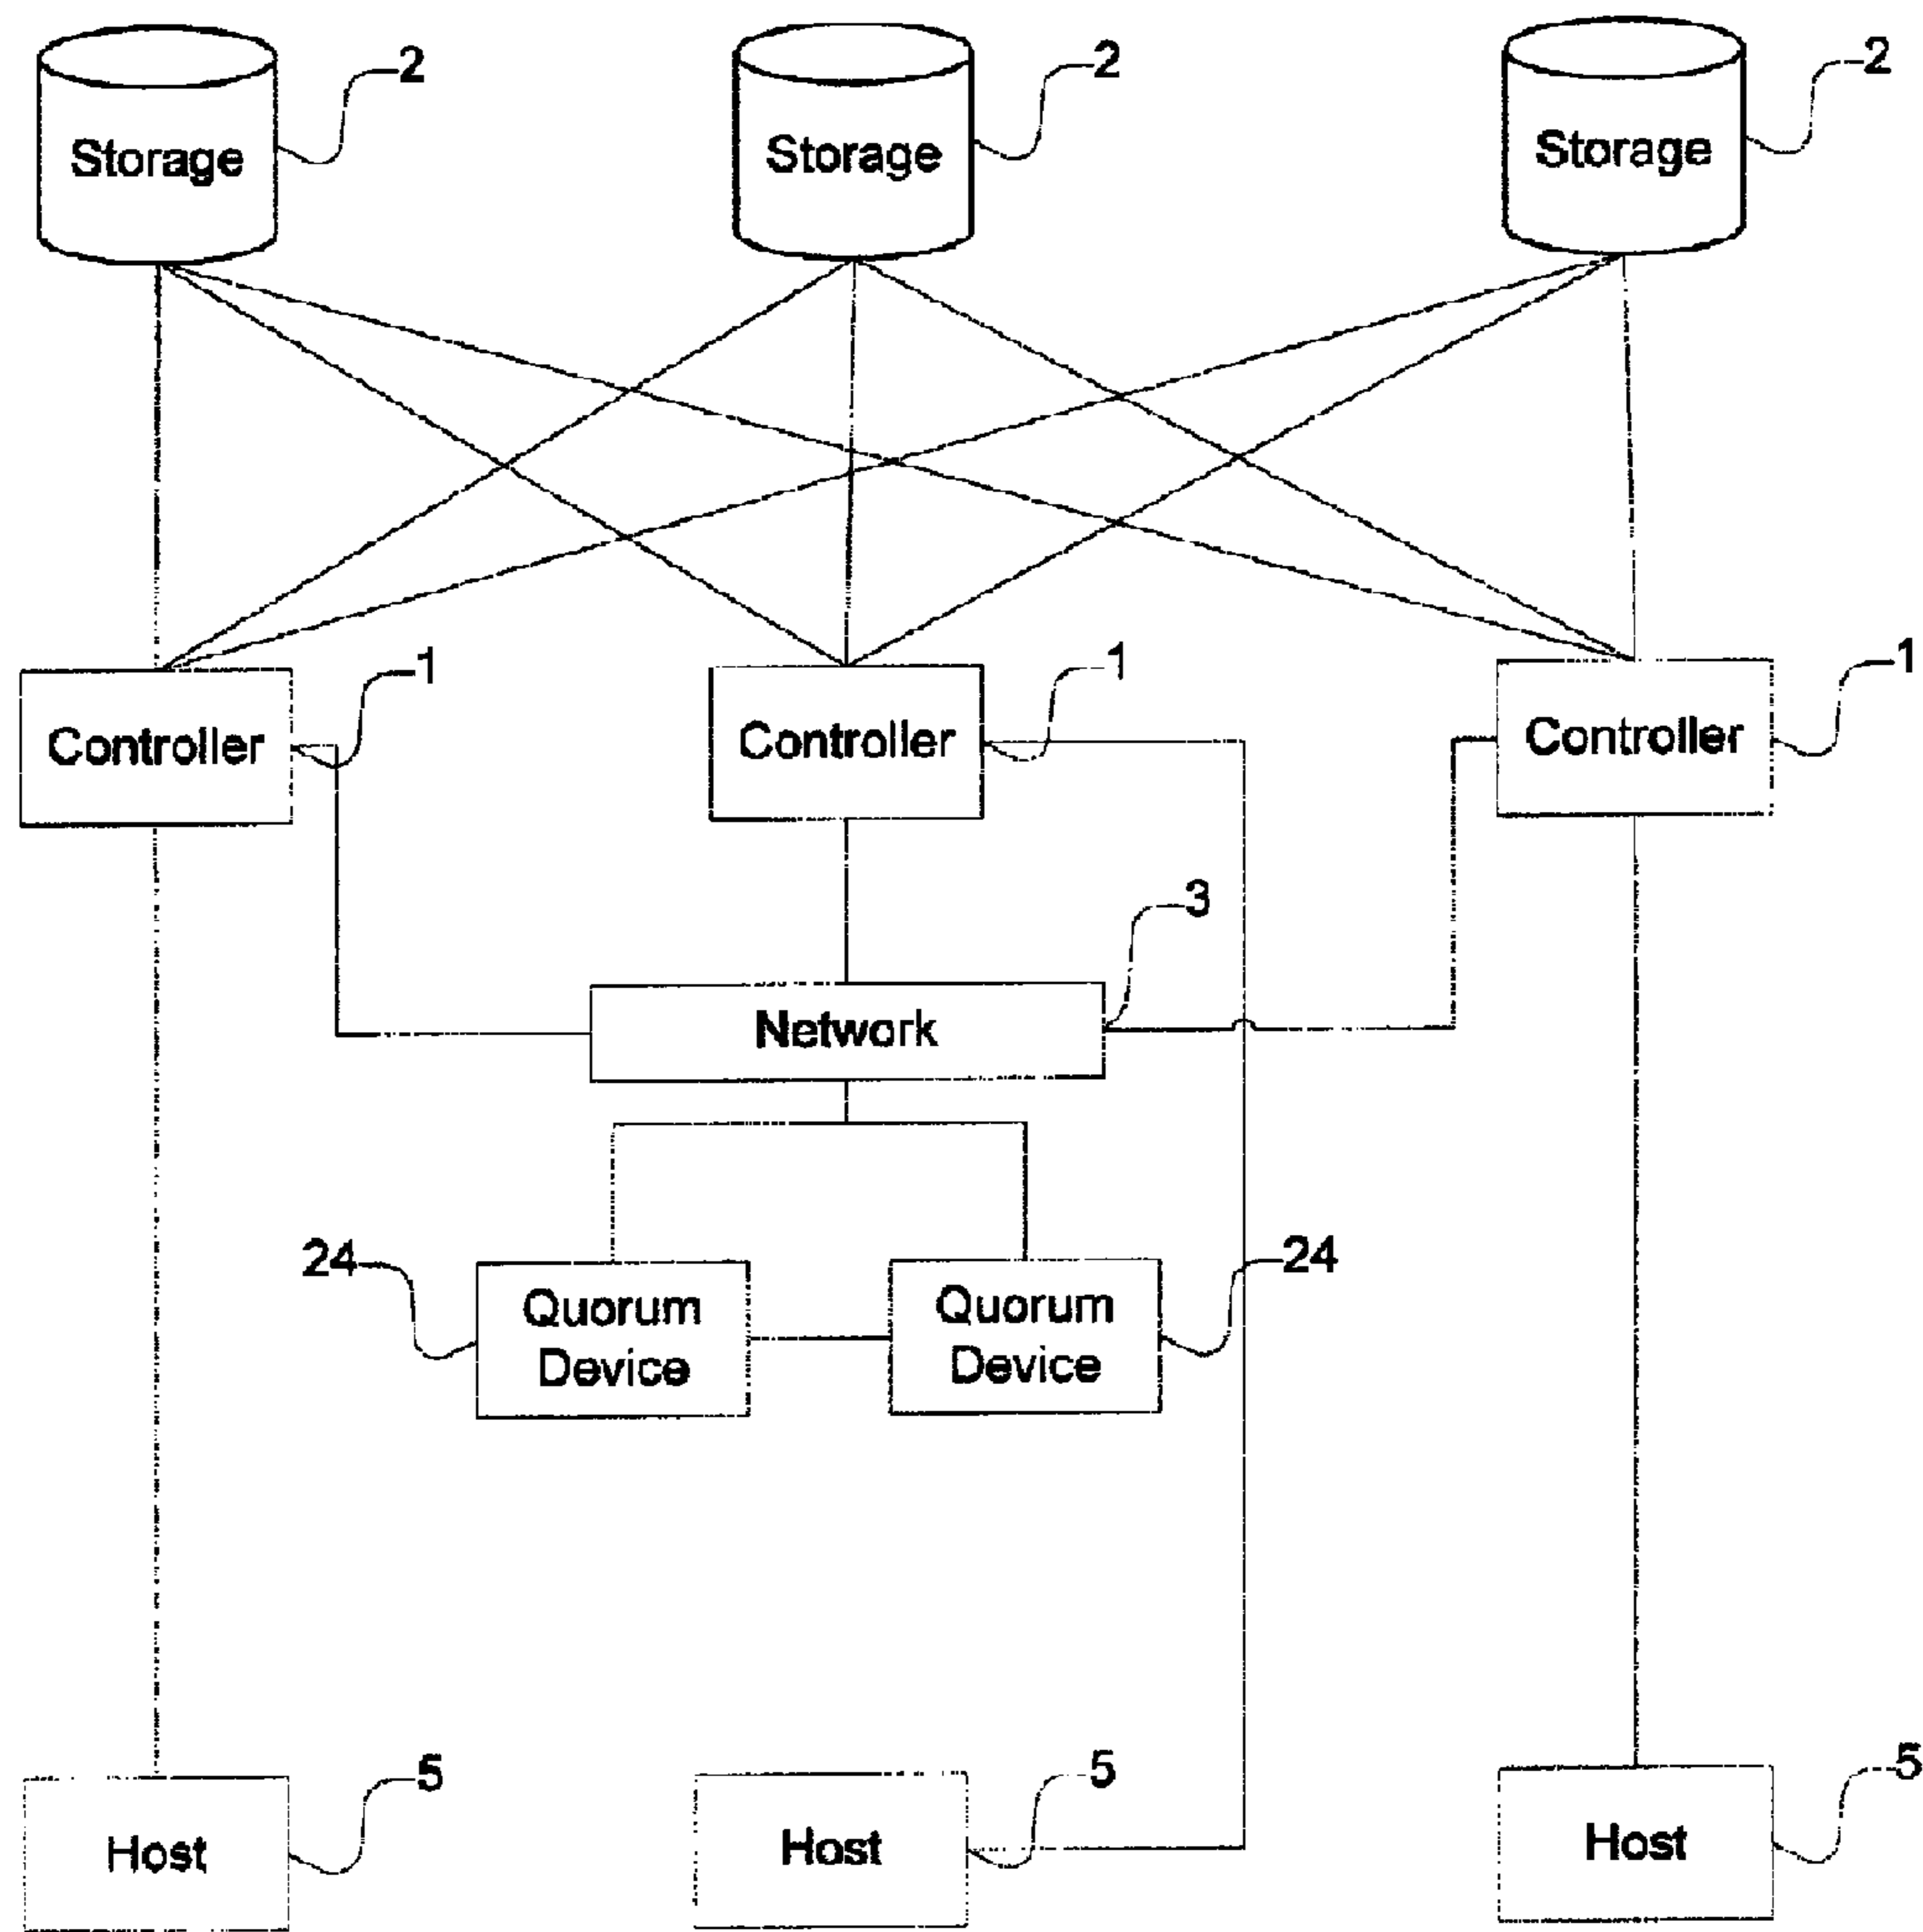 2
2
2
Storage
Storage
Storage
1
1
1
Controller
Controller
Controller
3
Network
24
24
Quorum
Device
Quorum
Device
5
5
5
Host
Host
Host